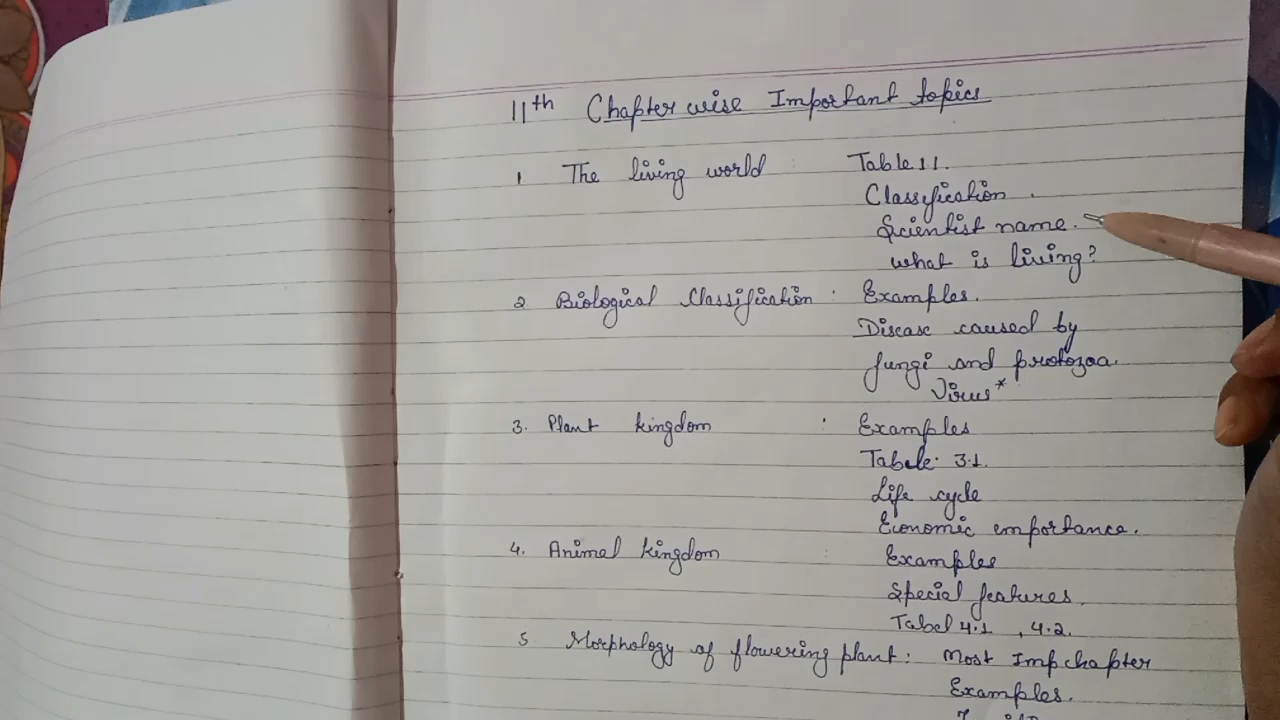 11th Chapter wise Important topics
1 The living world : Table 1.1.
Classification.
Scientist name.
what is living?
2 Biological Classification : Examples.
Disease caused by
fungi and protozoa.
Virus*
3. Plant kingdom : Examples
Tabele. 3.1.
Life cycle
Economic emportance.
4. Animal kingdom : Examples
Special features.
Tabel 4.1 , 4.2.
5 Morphology of flowering plant : Most Imp chapter
Examples.